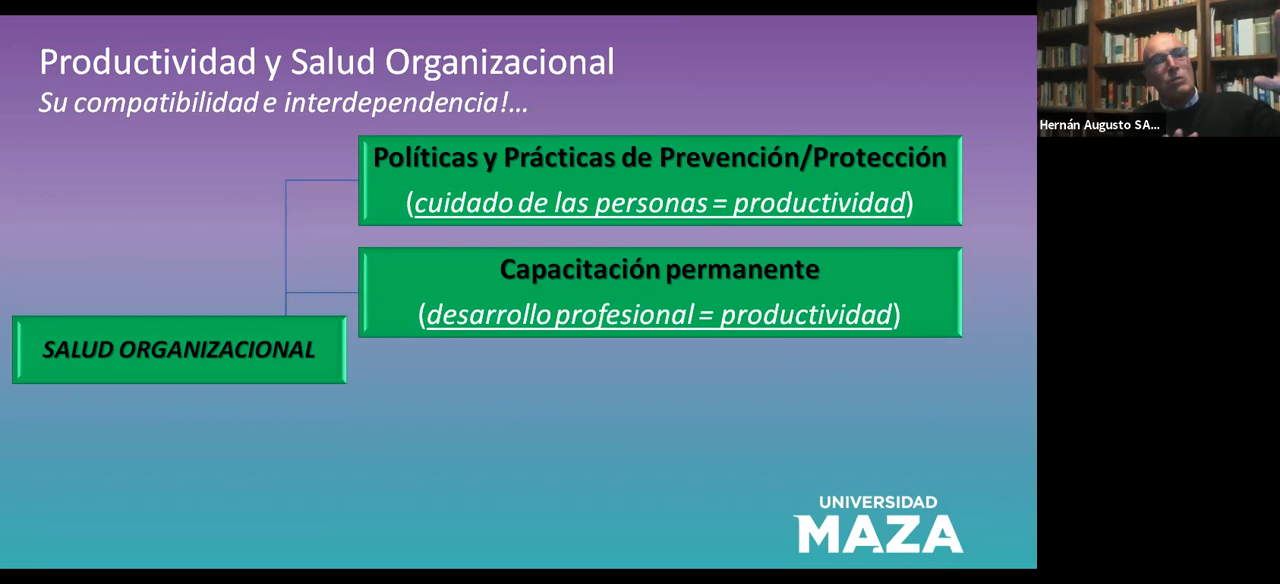 Productividad y Salud Organizacional
Su compatibilidad e interdependencia!...
Políticas y Prácticas de Prevención/Protección
(cuidado de las personas = productividad)
Capacitación permanente
(desarrollo profesional = productividad)
SALUD ORGANIZACIONAL
UNIVERSIDAD
MAZA
Hernán Augusto SA...